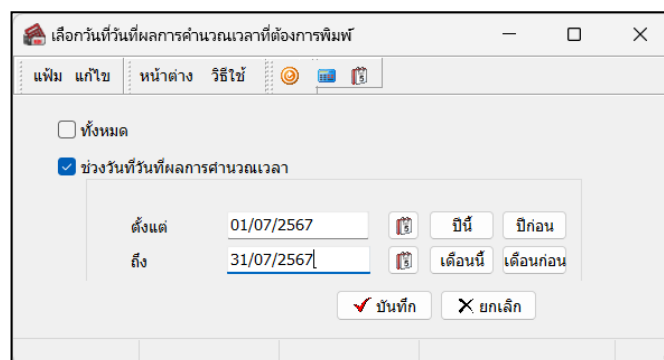 เลือกวันที่วันที่ผลการคำนวณเวลาที่ต้องการพิมพ์
แฟ้ม แก้ไข หน้าต่าง วิธีใช้
ทั้งหมด
ช่วงวันที่วันที่ผลการคำนวณเวลา
ตั้งแต่ 01/07/2567 ปีนี้ ปีก่อน
ถึง 31/07/2567 เดือนนี้ เดือนก่อน
บันทึก ยกเลิก